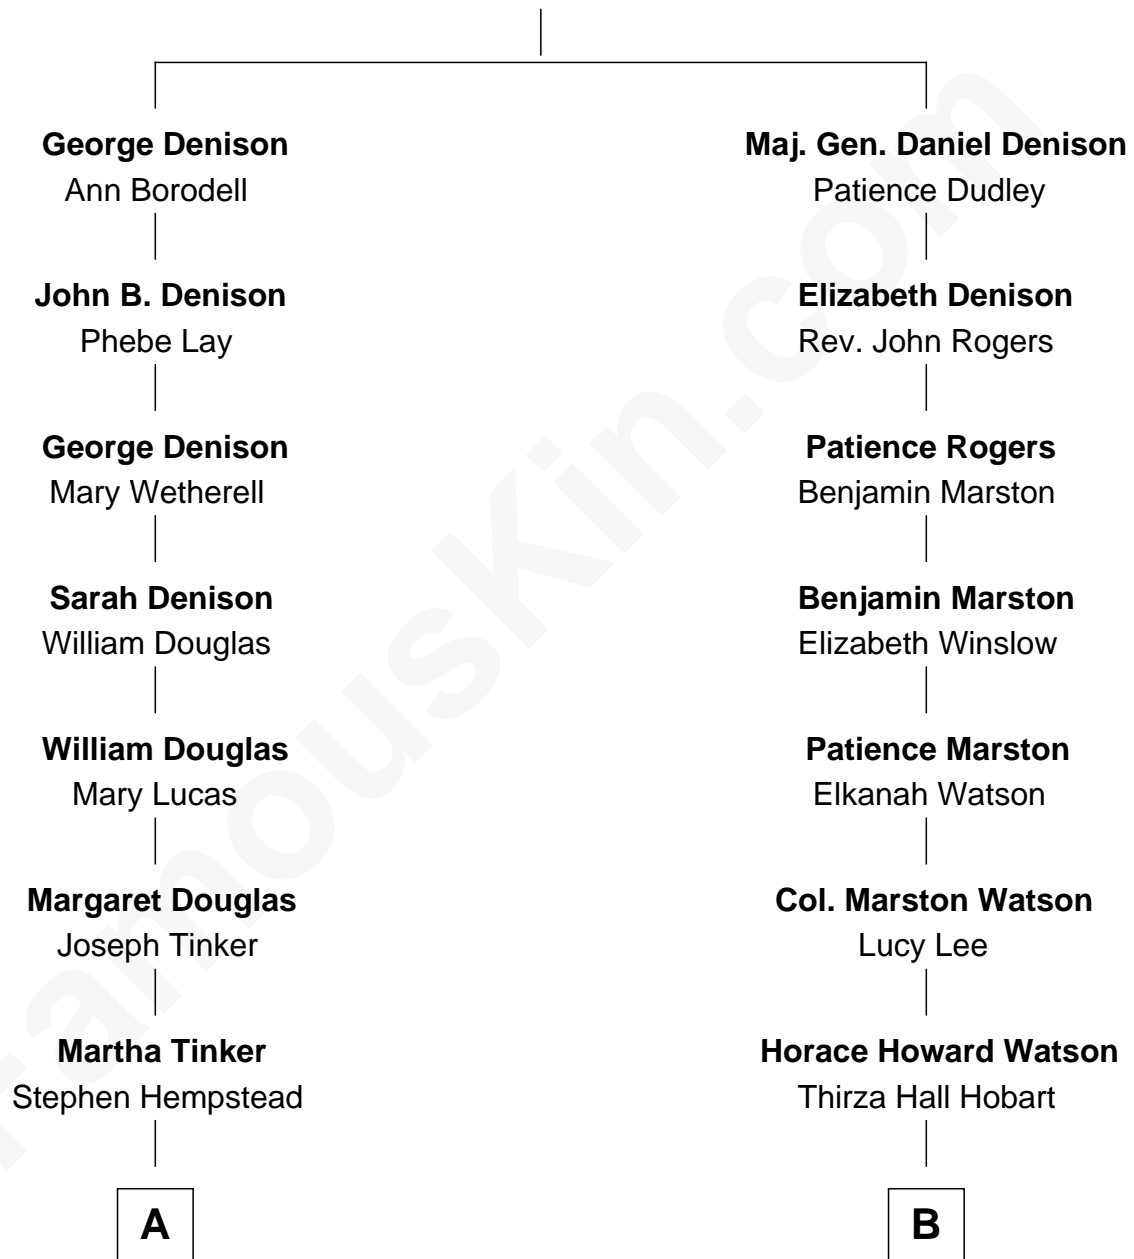 George Denison
Ann Borodell
John B. Denison
Phebe Lay
George Denison
Mary Wetherell
Sarah Denison
William Douglas
William Douglas
Mary Lucas
Margaret Douglas
Joseph Tinker
Martha Tinker
Stephen Hempstead
A
Maj. Gen. Daniel Denison
Patience Dudley
Elizabeth Denison
Rev. John Rogers
Patience Rogers
Benjamin Marston
Benjamin Marston
Elizabeth Winslow
Patience Marston
Elkanah Watson
Col. Marston Watson
Lucy Lee
Horace Howard Watson
Thirza Hall Hobart
B
FamousKin.com